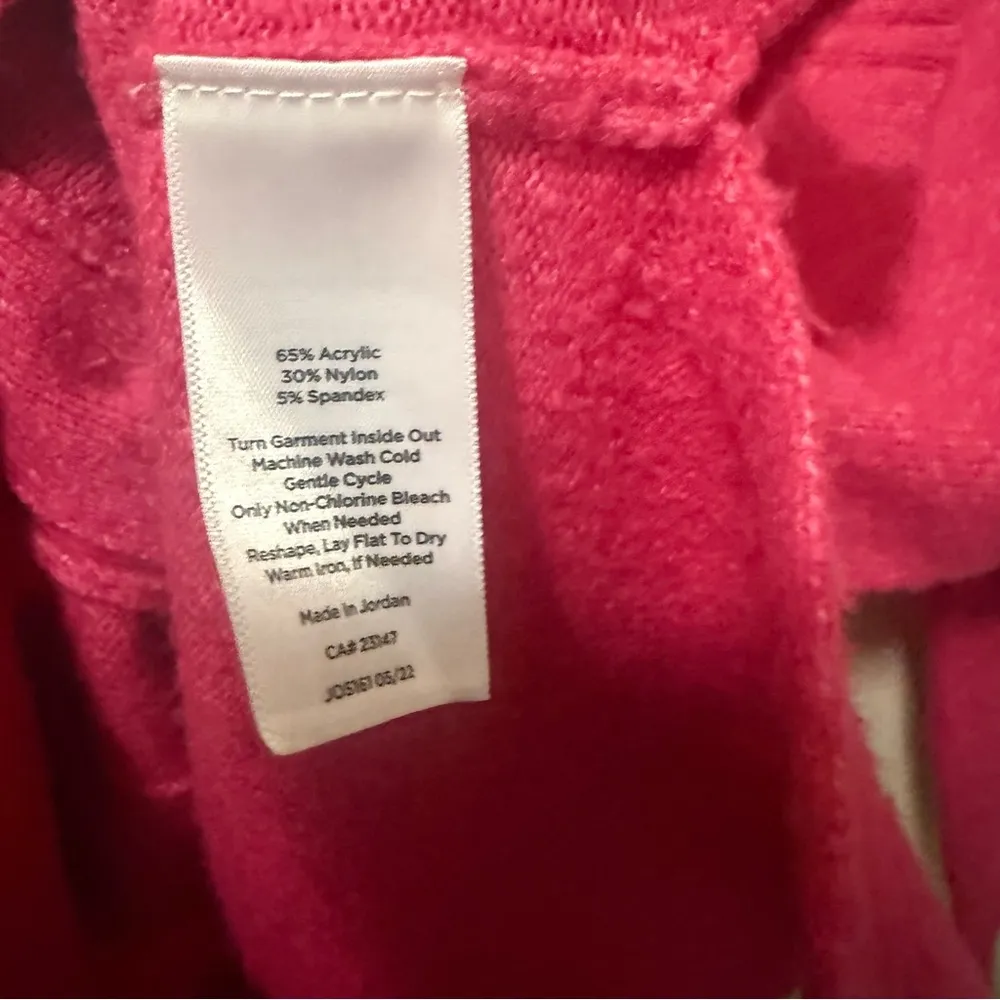 65% Acrylic
30% Nylon
5% Spandex
Turn Garment Inside Out
Machine Wash Cold
Gentle Cycle
Only Non-Chlorine Bleach
When Needed
Reshape, Lay Flat To Dry
Warm Iron, If Needed
Made In Jordan
CA# 23147
JO5161 05/22